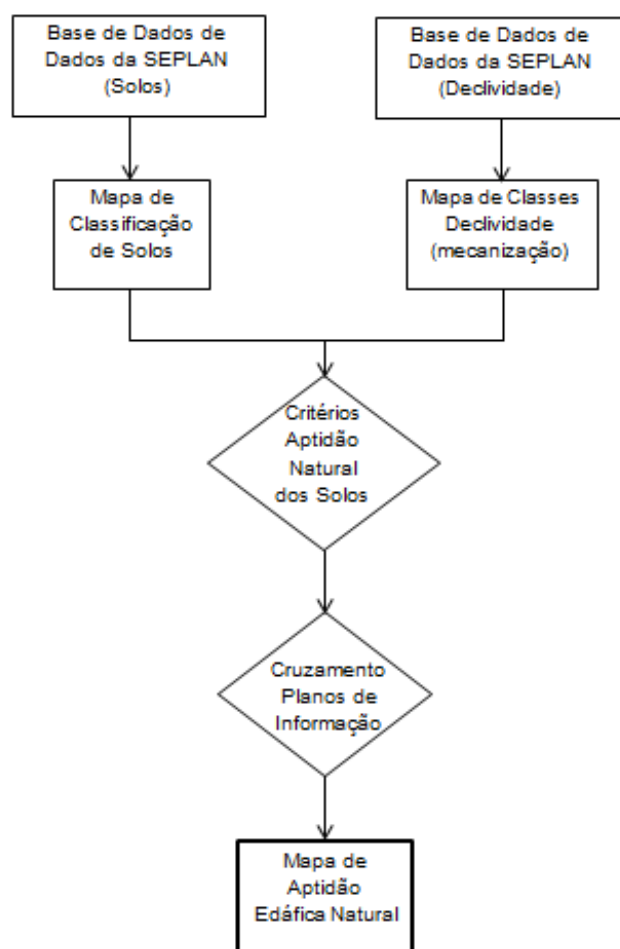 Base de Dados de
Dados da SEPLAN
(Solos)
Base de Dados de
Dados da SEPLAN
(Declividade)
Mapa de
Classificação
de Solos
Mapa de Classes
Declividade
(mecanização)
Critérios
Aptidão
Natural
dos Solos
Cruzamento
Planos de
Informação
Mapa de
Aptidão
Edáfica Natural